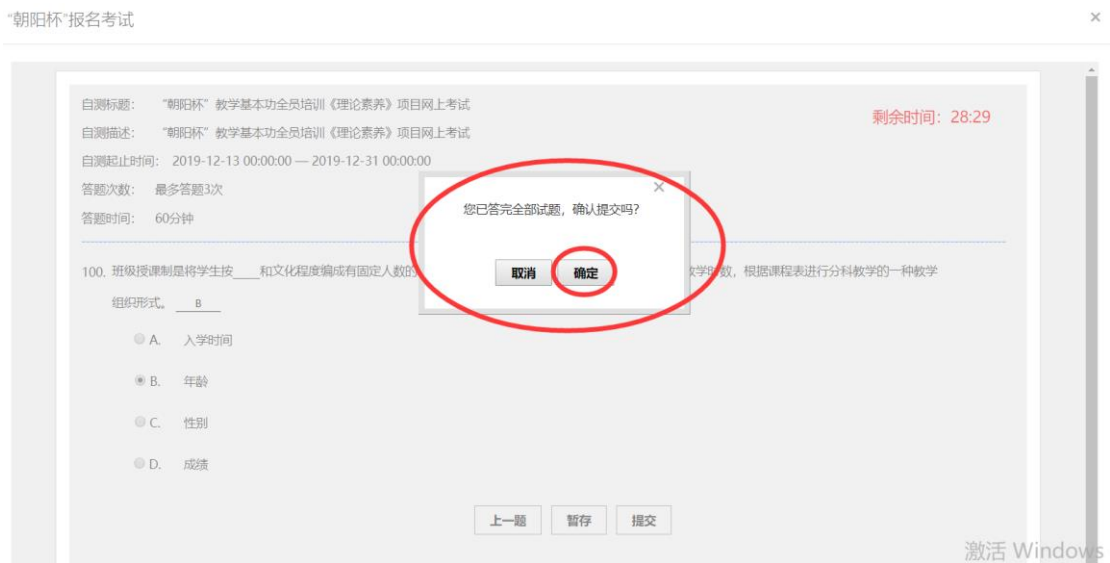 “朝阳杯”报名考试
×
自测标题： “朝阳杯”教学基本功全员培训《理论素养》项目网上考试
剩余时间：28:29
自测描述： “朝阳杯”教学基本功全员培训《理论素养》项目网上考试
自测起止时间： 2019-12-13 00:00:00 — 2019-12-31 00:00:00
答题次数： 最多答题3次
答题时间： 60分钟
×
您已答完全部试题，确认提交吗？
取消 确定
100. 班级授课制是将学生按____和文化程度编成有固定人数的 学时数，根据课程表进行分科教学的一种教学
组织形式。 B
A. 入学时间
B. 年龄
C. 性别
D. 成绩
上一题 暂存 提交
激活 Windows